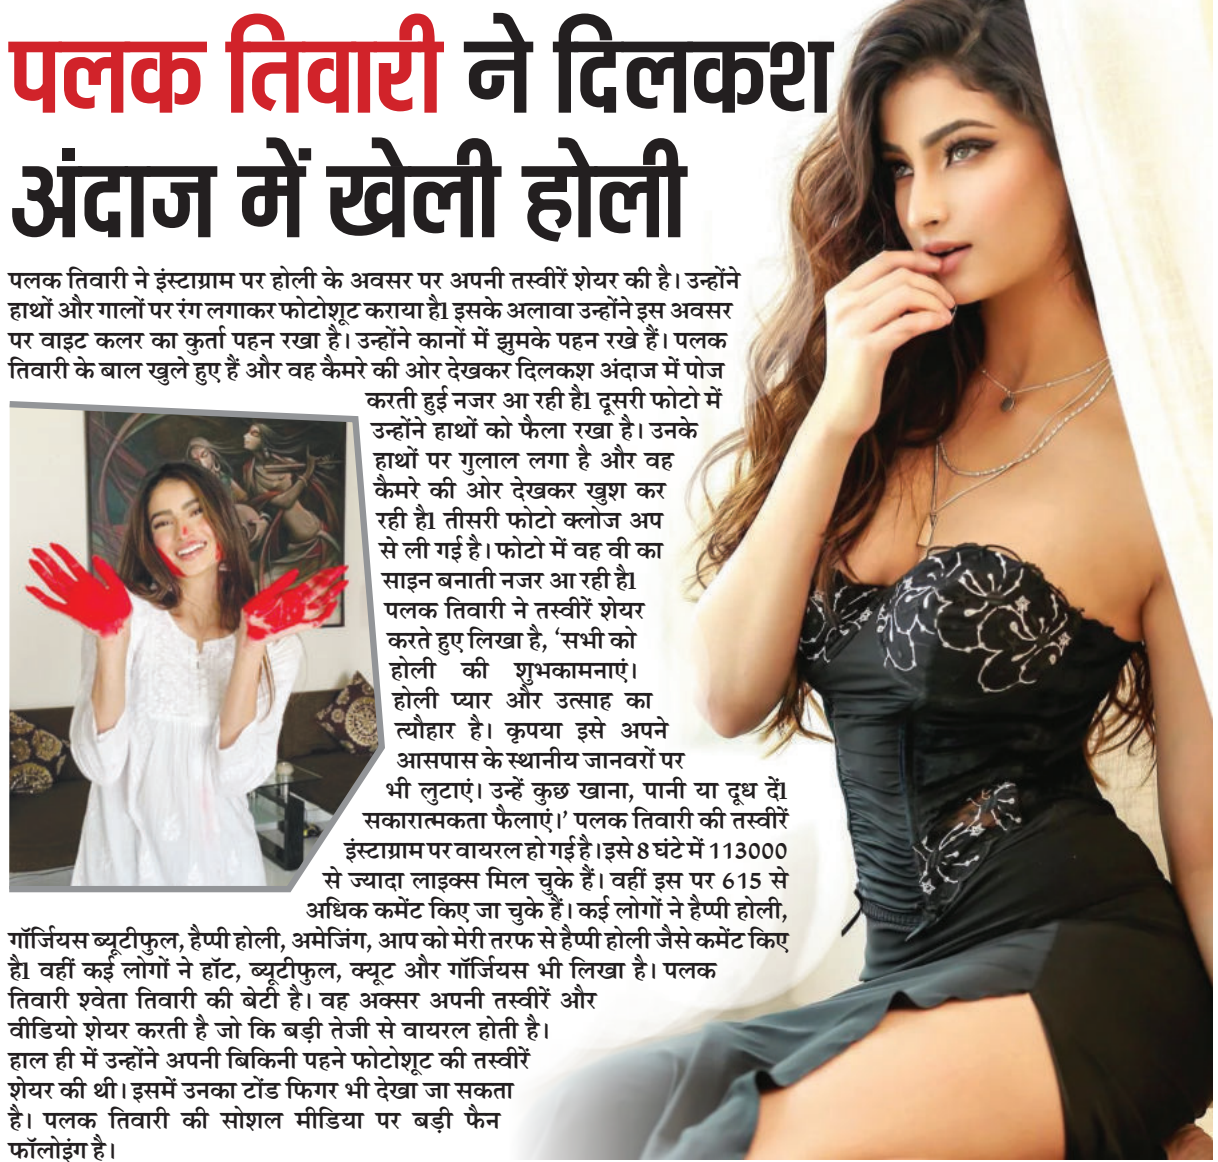 पलक तिवारी ने दिलकश
अंदाज में खेली होली
पलक तिवारी ने इंस्टाग्राम पर होली के अवसर पर अपनी तस्वीरें शेयर की है। उन्होंने
हाथों और गालों पर रंग लगाकर फोटोशूट कराया है1 इसके अलावा उन्होंने इस अवसर
पर वाइट कलर का कुर्ता पहन रखा है। उन्होंने कानों में झुमके पहन रखे हैं। पलक
तिवारी के बाल खुले हुए हैं और वह कैमरे की ओर देखकर दिलकश अंदाज में पोज
करती हुई नजर आ रही है1 दूसरी फोटो में
उन्होंने हाथों को फैला रखा है। उनके
हाथों पर गुलाल लगा है और वह
कैमरे की ओर देखकर खुश कर
रही है1 तीसरी फोटो क्लोज अप
से ली गई है। फोटो में वह वी का
साइन बनाती नजर आ रही है1
पलक तिवारी ने तस्वीरें शेयर
करते हुए लिखा है, ‘सभी को
होली की शुभकामनाएं।
होली प्यार और उत्साह का
त्यौहार है। कृपया इसे अपने
आसपास के स्थानीय जानवरों पर
भी लुटाएं। उन्हें कुछ खाना, पानी या दूध दें1
सकारात्मकता फैलाएं।’ पलक तिवारी की तस्वीरें
इंस्टाग्राम पर वायरल हो गई है।इसे 8 घंटे में 113000
से ज्यादा लाइक्स मिल चुके हैं। वहीं इस पर 615 से
अधिक कमेंट किए जा चुके हैं। कई लोगों ने हैप्पी होली,
गॉर्जियस ब्यूटीफुल, हैप्पी होली, अमेजिंग, आप को मेरी तरफ से हैप्पी होली जैसे कमेंट किए
है1 वहीं कई लोगों ने हॉट, ब्यूटीफुल, क्यूट और गॉर्जियस भी लिखा है। पलक
तिवारी श्वेता तिवारी की बेटी है। वह अक्सर अपनी तस्वीरें और
वीडियो शेयर करती है जो कि बड़ी तेजी से वायरल होती है।
हाल ही में उन्होंने अपनी बिकिनी पहने फोटोशूट की तस्वीरें
शेयर की थी। इसमें उनका टोंड फिगर भी देखा जा सकता
है। पलक तिवारी की सोशल मीडिया पर बड़ी फैन
फॉलोइंग है।